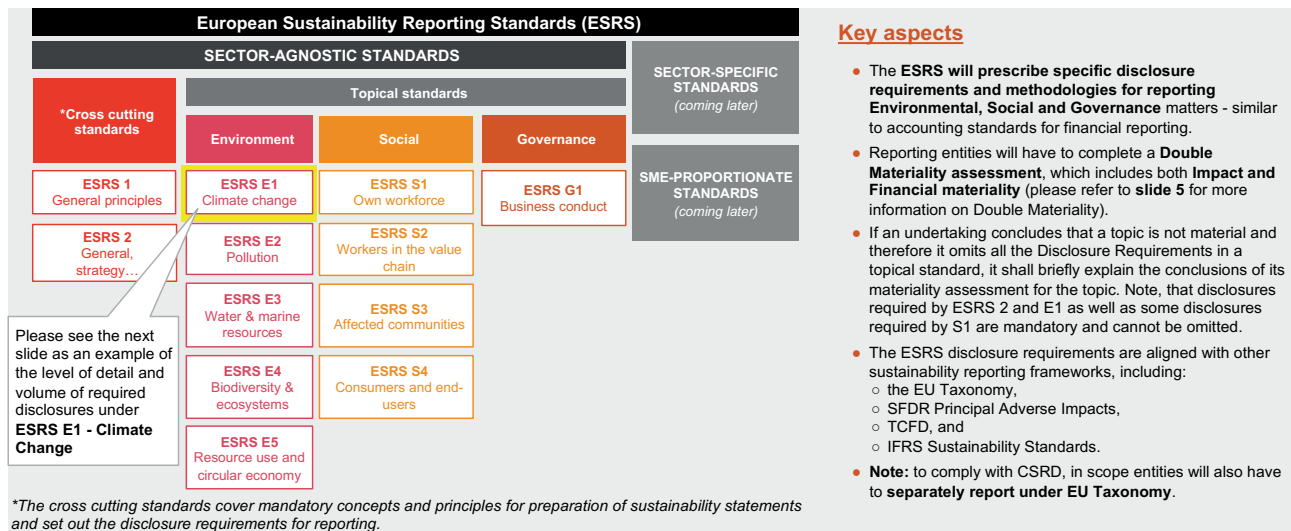 European Sustainability Reporting Standards (ESRS)
SECTOR-AGNOSTIC STANDARDS
SECTOR-SPECIFIC
STANDARDS
(coming later)
*Cross cutting
standards
Topical standards
Environment
Social
Governance
SME-PROPORTIONATE
STANDARDS
(coming later)
ESRS 1
General principles
ESRS 2
General,
strategy…
ESRS E1
Climate change
ESRS E2
Pollution
ESRS E3
Water & marine
resources
ESRS E4
Biodiversity &
ecosystems
ESRS E5
Resource use and
circular economy
ESRS S1
Own workforce
ESRS S2
Workers in the value
chain
ESRS S3
Affected communities
ESRS S4
Consumers and end-
users
ESRS G1
Business conduct
Please see the next
slide as an example of
the level of detail and
volume of required
disclosures under
ESRS E1 - Climate
Change
*The cross cutting standards cover mandatory concepts and principles for preparation of sustainability statements
and set out the disclosure requirements for reporting.
Key aspects
● The ESRS will prescribe specific disclosure
requirements and methodologies for reporting
Environmental, Social and Governance matters - similar
to accounting standards for financial reporting.
● Reporting entities will have to complete a Double
Materiality assessment, which includes both Impact and
Financial materiality (please refer to slide 5 for more
information on Double Materiality).
● If an undertaking concludes that a topic is not material and
therefore it omits all the Disclosure Requirements in a
topical standard, it shall briefly explain the conclusions of its
materiality assessment for the topic. Note, that disclosures
required by ESRS 2 and E1 as well as some disclosures
required by S1 are mandatory and cannot be omitted.
● The ESRS disclosure requirements are aligned with other
sustainability reporting frameworks, including:
○ the EU Taxonomy,
○ SFDR Principal Adverse Impacts,
○ TCFD, and
○ IFRS Sustainability Standards.
● Note: to comply with CSRD, in scope entities will also have
to separately report under EU Taxonomy.